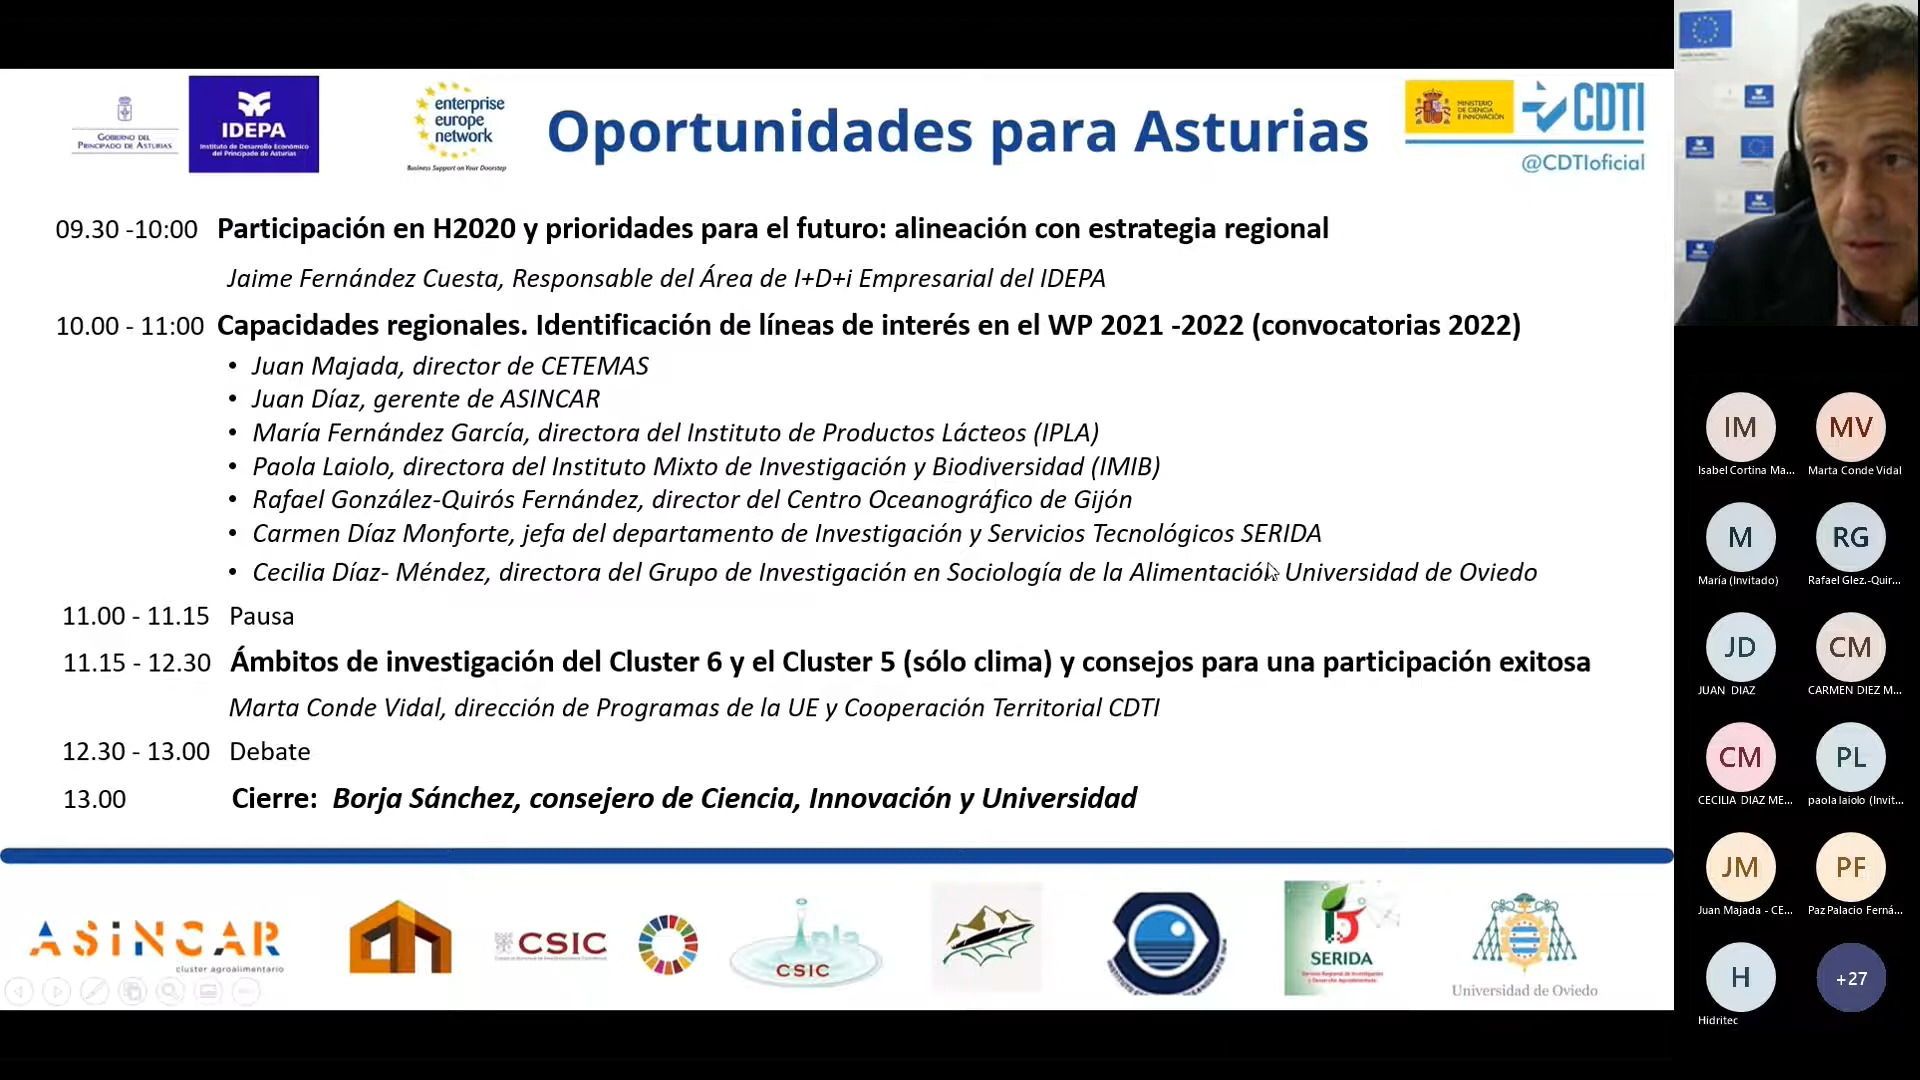 GOBIERNO DEL
PRINCIPADO DE ASTURIAS
IDEPA
Instituto de Desarrollo Económico
del Principado de Asturias
enterprise
europe
network
Business Support on Your Doorstep
Oportunidades para Asturias
MINISTERIO
DE CIENCIA
E INNOVACIÓN
CDTI
@CDTIoficial
09.30 -10:00 Participación en H2020 y prioridades para el futuro: alineación con estrategia regional
Jaime Fernández Cuesta, Responsable del Área de I+D+i Empresarial del IDEPA
10.00 - 11:00 Capacidades regionales. Identificación de líneas de interés en el WP 2021 -2022 (convocatorias 2022)
• Juan Majada, director de CETEMAS
• Juan Díaz, gerente de ASINCAR
• María Fernández García, directora del Instituto de Productos Lácteos (IPLA)
• Paola Laiolo, directora del Instituto Mixto de Investigación y Biodiversidad (IMIB)
• Rafael González-Quirós Fernández, director del Centro Oceanográfico de Gijón
• Carmen Díaz Monforte, jefa del departamento de Investigación y Servicios Tecnológicos SERIDA
• Cecilia Díaz- Méndez, directora del Grupo de Investigación en Sociología de la Alimentación Universidad de Oviedo
11.00 - 11.15 Pausa
11.15 - 12.30 Ámbitos de investigación del Cluster 6 y el Cluster 5 (sólo clima) y consejos para una participación exitosa
Marta Conde Vidal, dirección de Programas de la UE y Cooperación Territorial CDTI
12.30 - 13.00 Debate
13.00 Cierre: Borja Sánchez, consejero de Ciencia, Innovación y Universidad
ASINCAR
cluster agroalimentario
CSIC
ipla
CSIC
SERIDA
Servicio Regional de Investigación
y Desarrollo Agroalimentario
Universidad de Oviedo
IM MV
Isabel Cortina Ma... Marta Conde Vidal
M RG
María (Invitado) Rafael Glez.-Quir...
JD CM
JUAN DIAZ CARMEN DIEZ M...
CM PL
CECILIA DIAZ ME... paola laiolo (Invit...
JM PF
Juan Majada - CE... Paz Palacio Ferná...
H +27
Hidritec